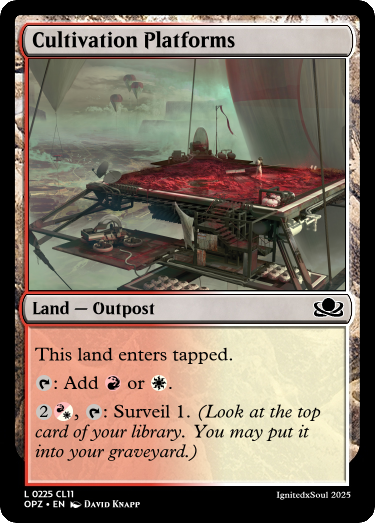 Cultivation Platforms
Land — Outpost
This land enters tapped.
: Add or .
2 , : Surveil 1. (Look at the top
card of your library. You may put it
into your graveyard.)
L 0225 CL11
OPZ • EN DAVID KNAPP
IgnitedxSoul 2025